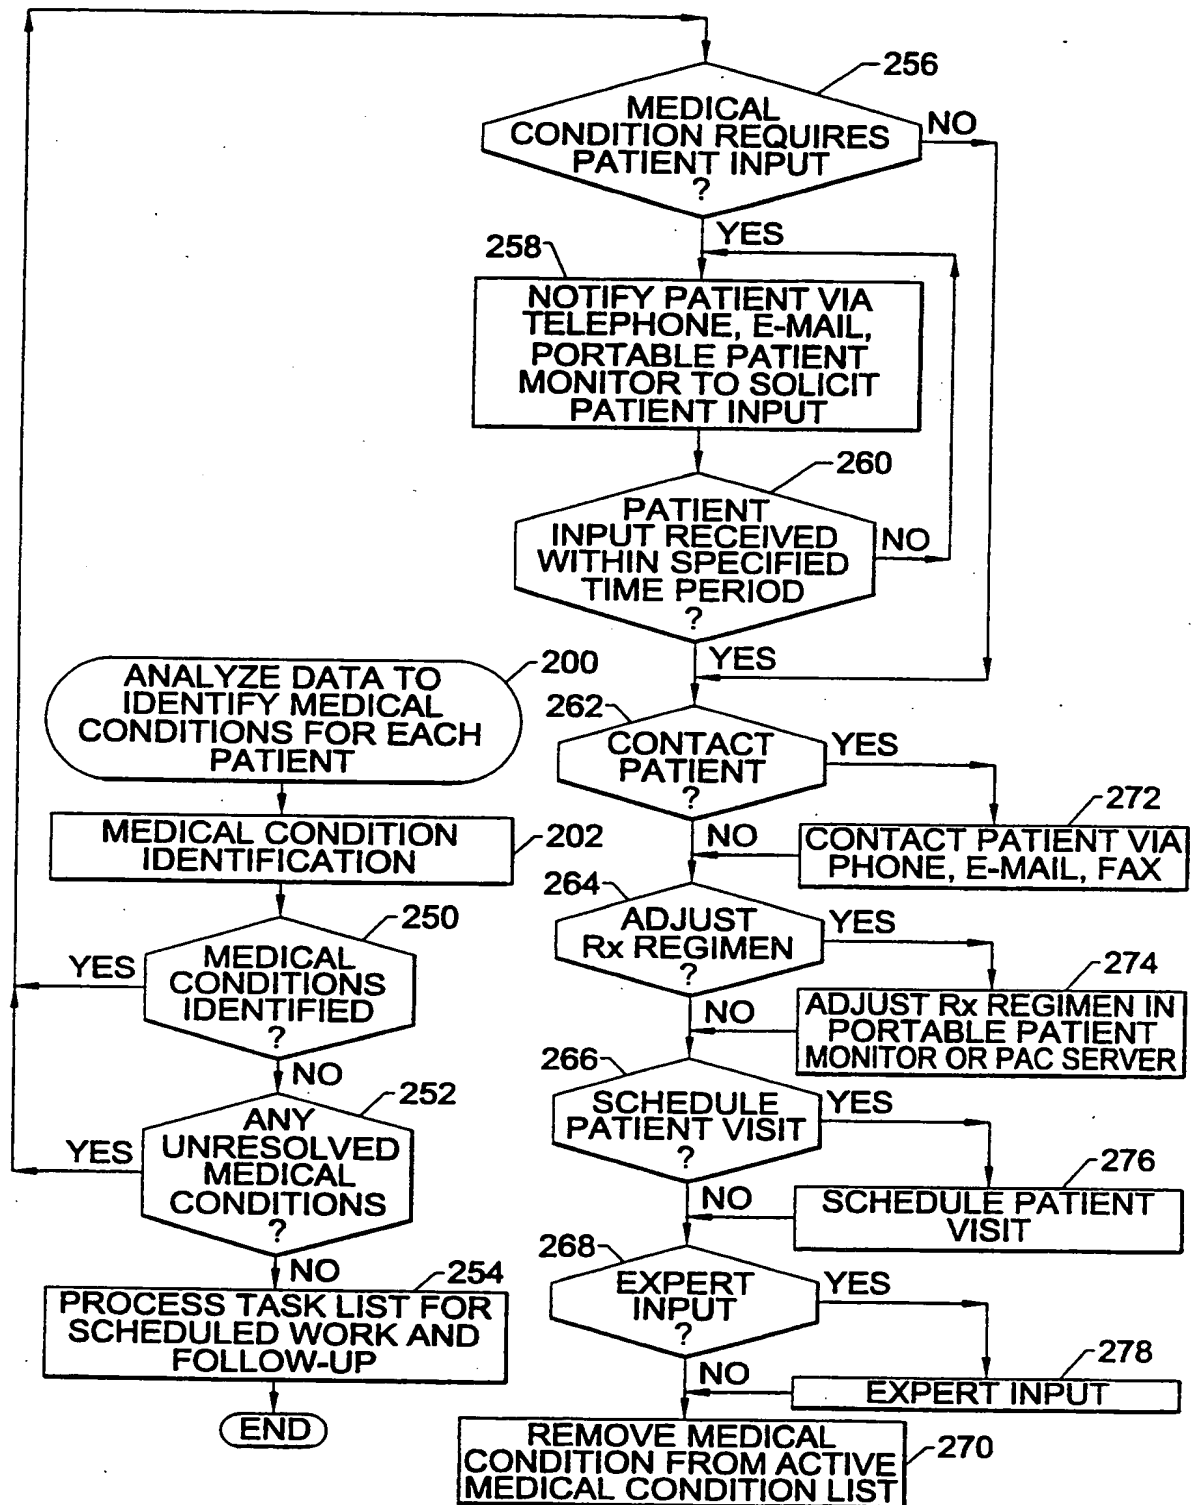 256
MEDICAL
CONDITION REQUIRES
PATIENT INPUT
?
NO
YES
258
NOTIFY PATIENT VIA
TELEPHONE, E-MAIL,
PORTABLE PATIENT
MONITOR TO SOLICIT
PATIENT INPUT
260
PATIENT
INPUT RECEIVED
WITHIN SPECIFIED
TIME PERIOD
?
NO
YES
200
ANALYZE DATA TO
IDENTIFY MEDICAL
CONDITIONS FOR EACH
PATIENT
MEDICAL CONDITION
IDENTIFICATION
202
250
MEDICAL
CONDITIONS
IDENTIFIED
?
YES
NO
252
ANY
UNRESOLVED
MEDICAL
CONDITIONS
?
YES
NO
254
PROCESS TASK LIST FOR
SCHEDULED WORK AND
FOLLOW-UP
END
262
CONTACT
PATIENT
?
YES
NO
272
CONTACT PATIENT VIA
PHONE, E-MAIL, FAX
264
ADJUST
Rx REGIMEN
?
YES
NO
274
ADJUST Rx REGIMEN IN
PORTABLE PATIENT
MONITOR OR PAC SERVER
266
SCHEDULE
PATIENT VISIT
?
YES
NO
276
SCHEDULE PATIENT
VISIT
268
EXPERT
INPUT
?
YES
NO
278
EXPERT INPUT
REMOVE MEDICAL
CONDITION FROM ACTIVE
MEDICAL CONDITION LIST
270